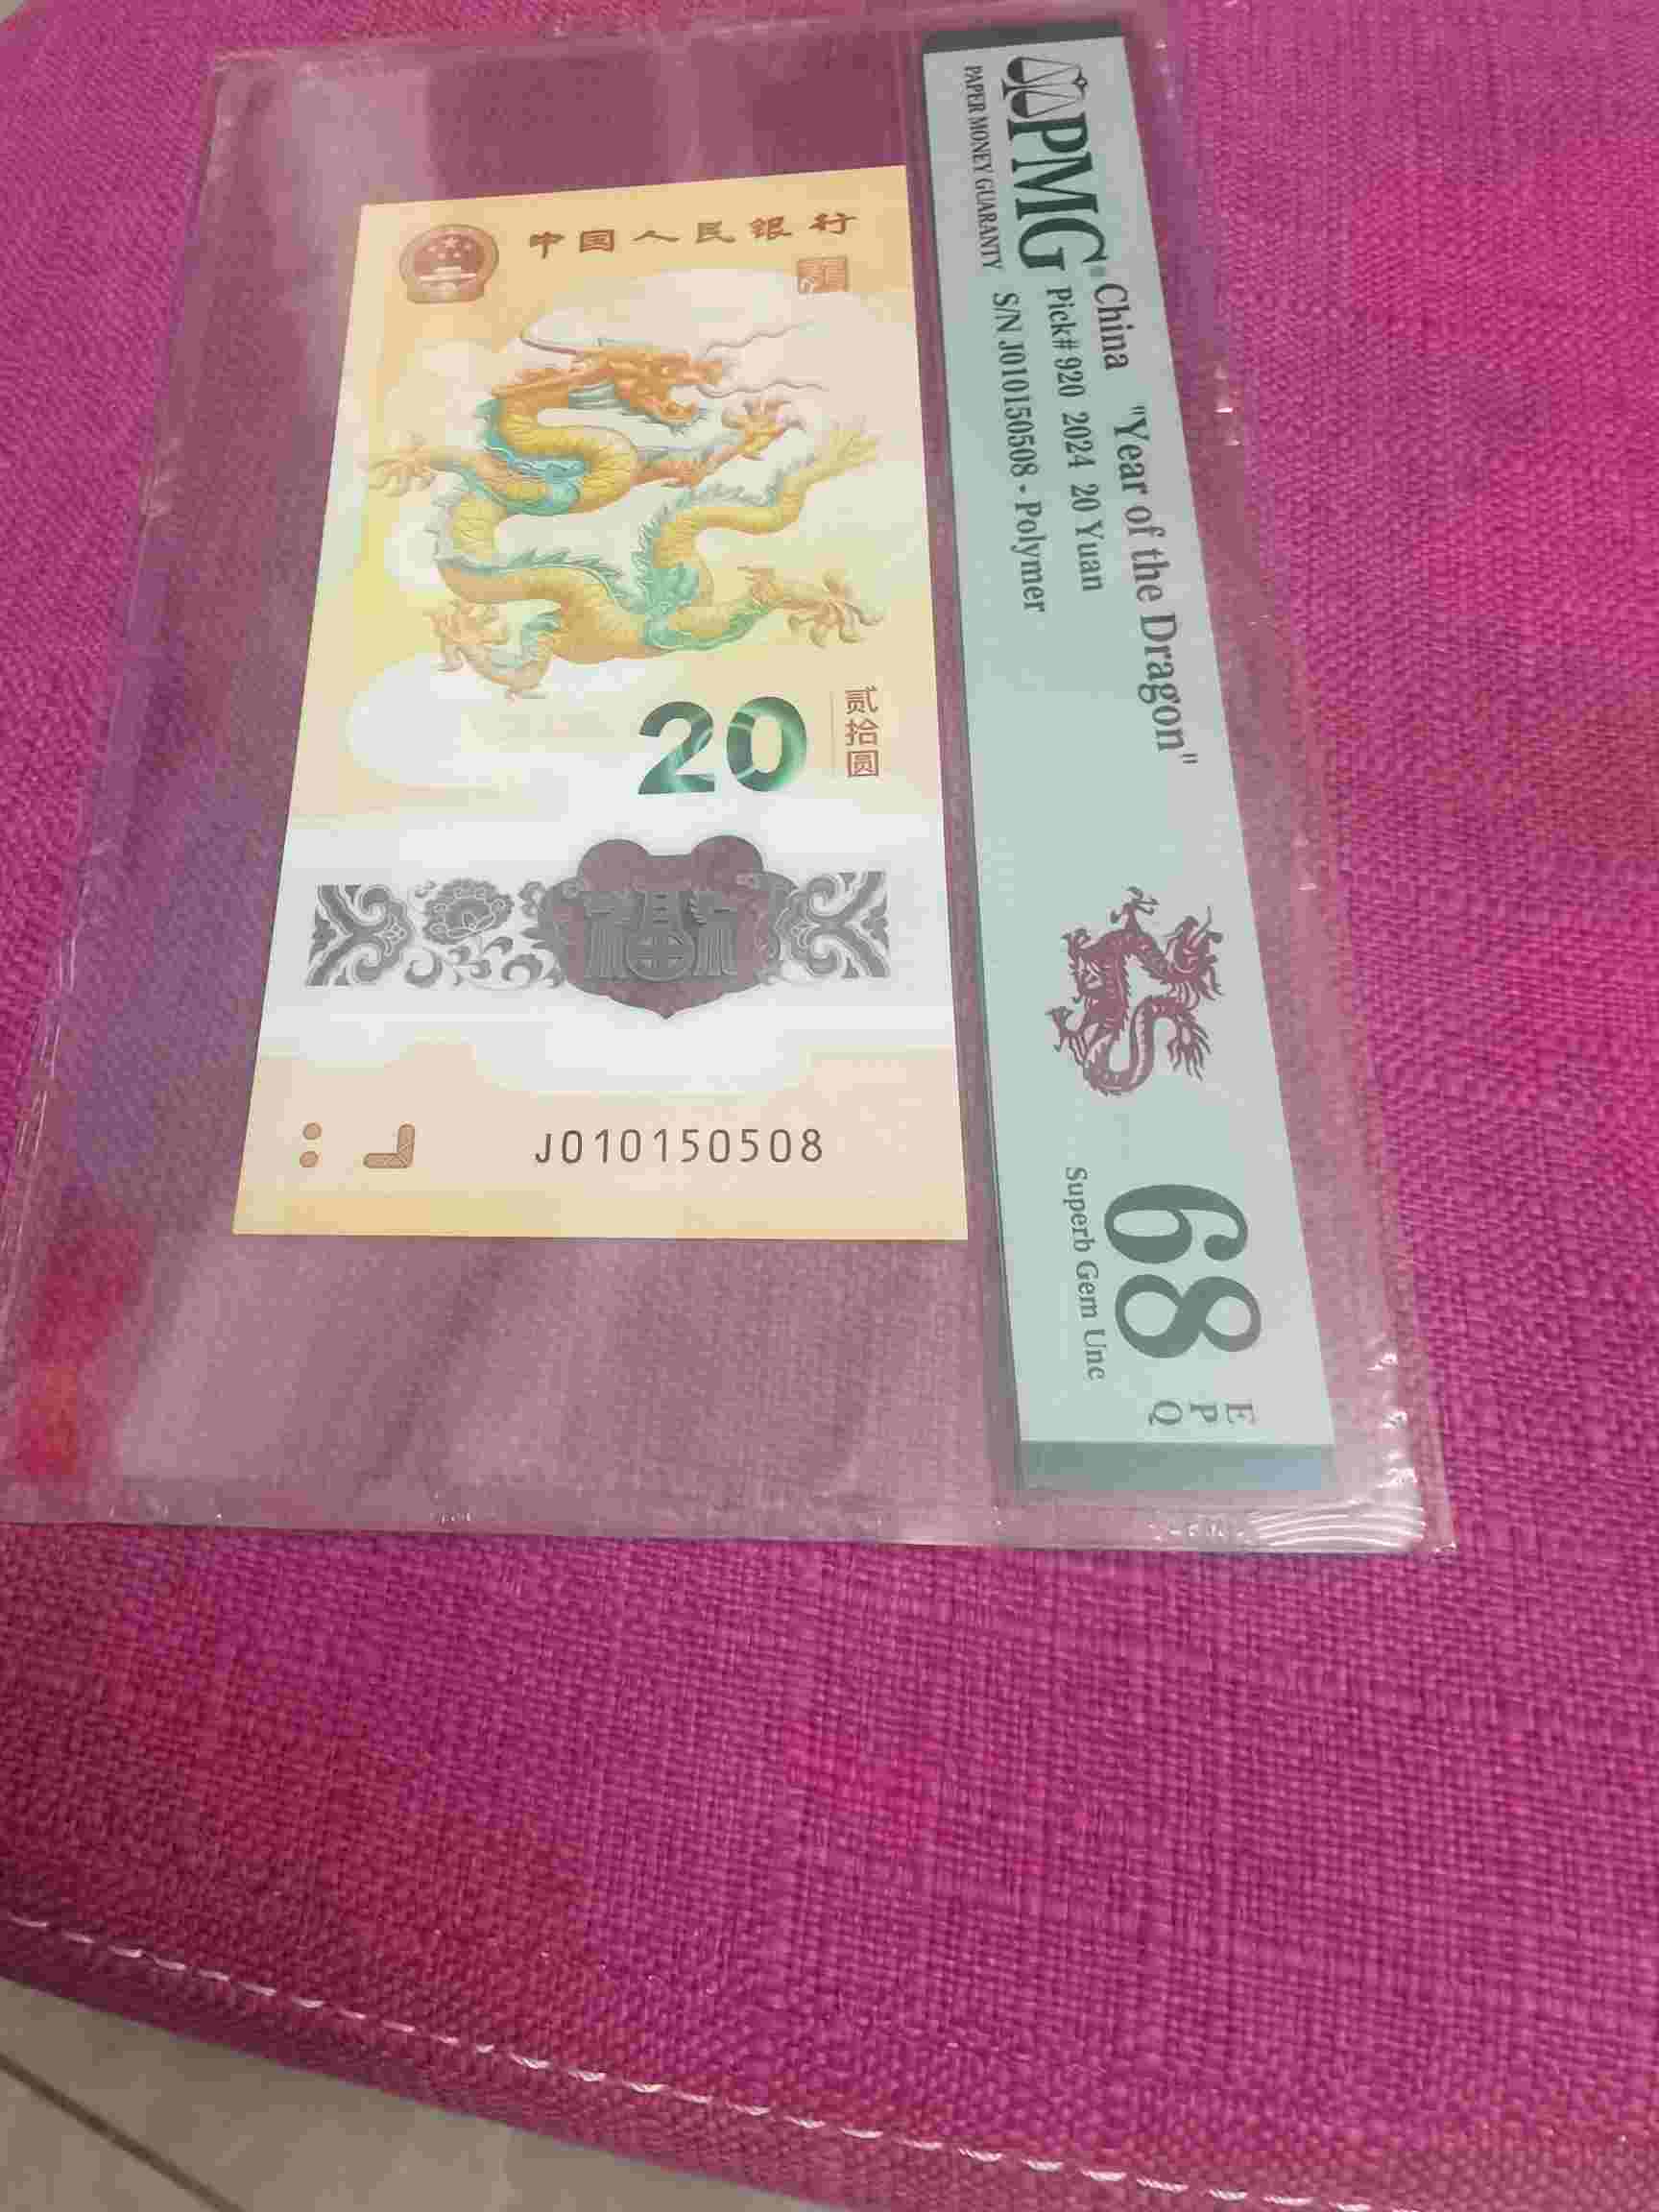 PMG
PAPER MONEY GUARANTY
China "Year of the Dragon"
Pick# 920 2024 20 Yuan
S/N J010150508 - Polymer
68
E
P
Q
Superb Gem Unc
中国人民银行
贰拾圆
20
福
J010150508